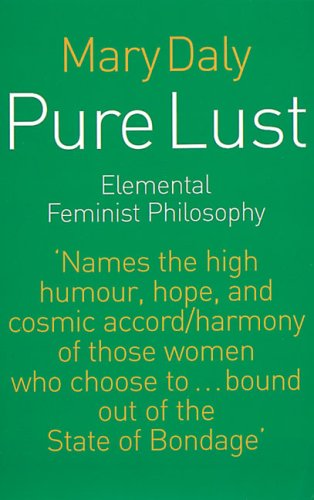 Mary Daly
Pure Lust
Elemental
Feminist Philosophy
‘Names the high
humour, hope, and
cosmic accord/harmony
of those women
who choose to...bound
out of the
State of Bondage’